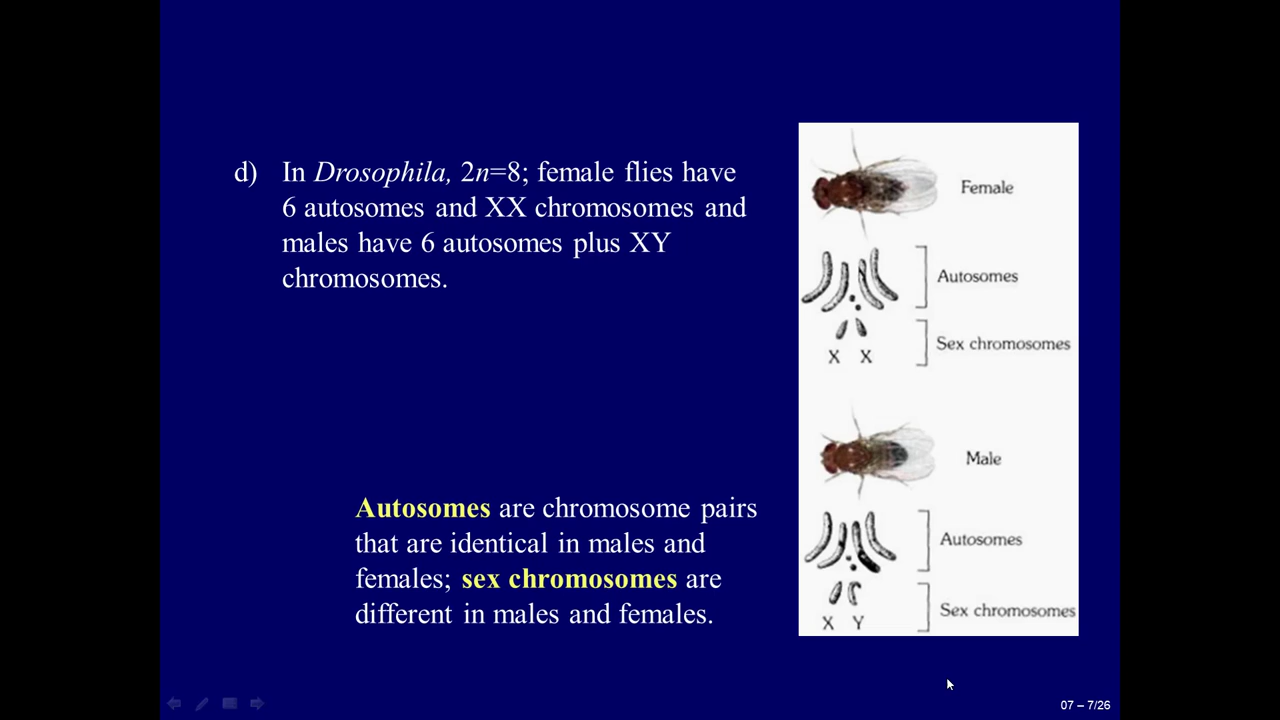 d) In Drosophila, 2n=8; female flies have
6 autosomes and XX chromosomes and
males have 6 autosomes plus XY
chromosomes.
Autosomes are chromosome pairs
that are identical in males and
females; sex chromosomes are
different in males and females.
Female
Autosomes
Sex chromosomes
X X
Male
Autosomes
Sex chromosomes
X Y
07 – 7/26